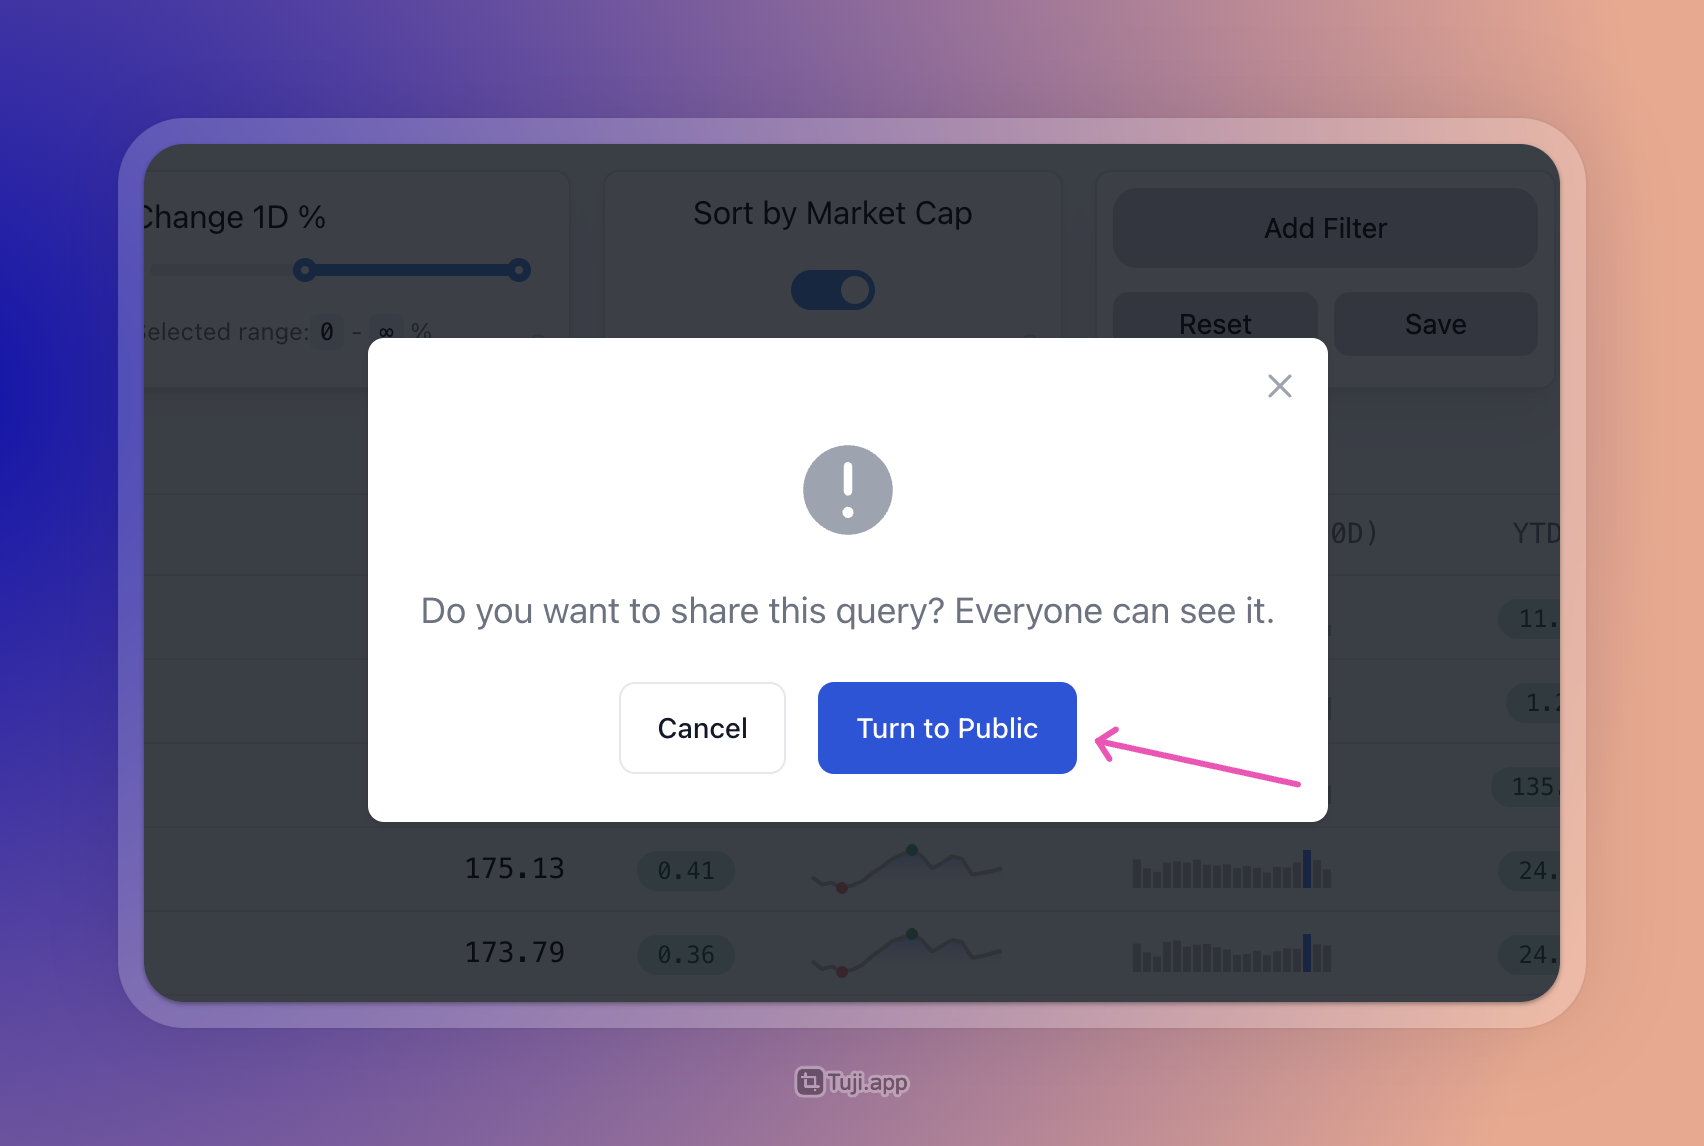 Change 1D %
Sort by Market Cap
Add Filter
Selected range: 0 - ∞ %
Reset
Save
Do you want to share this query? Everyone can see it.
0D)
YTD
11.
1.2
Cancel
Turn to Public
135.
175.13
0.41
24.
173.79
0.36
24.
Tuji.app